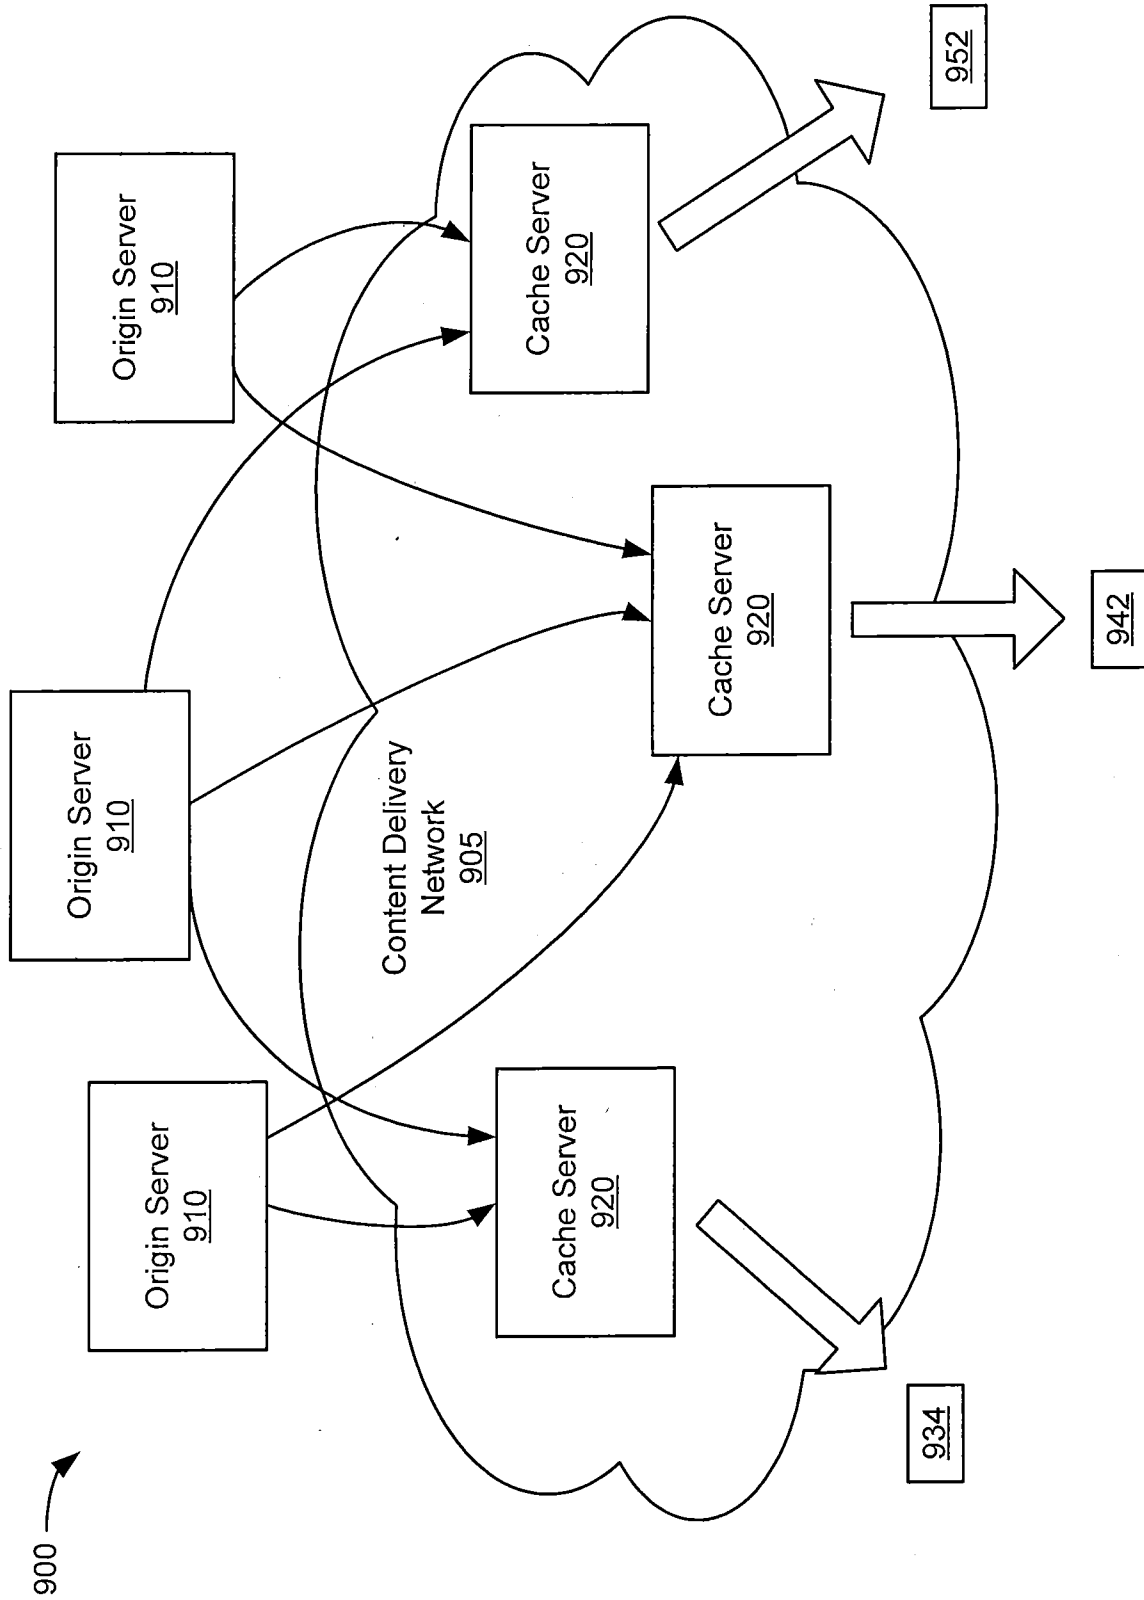 900
Origin Server
910
Origin Server
910
Origin Server
910
Content Delivery
Network
905
Cache Server
920
Cache Server
920
Cache Server
920
934
942
952